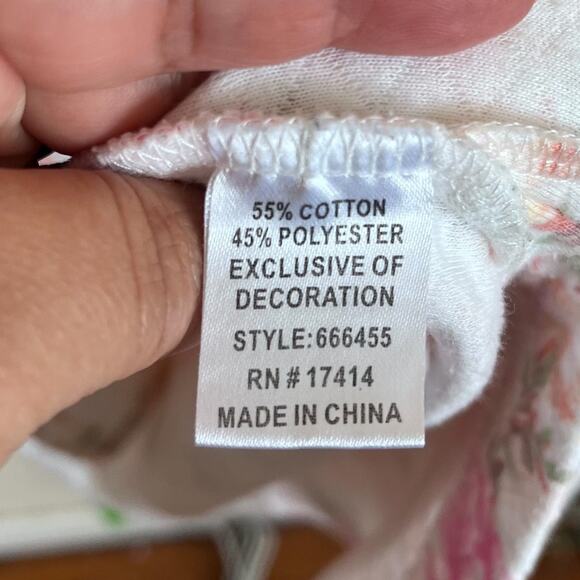 55% COTTON
45% POLYESTER
EXCLUSIVE OF
DECORATION
STYLE:666455
RN # 17414
MADE IN CHINA